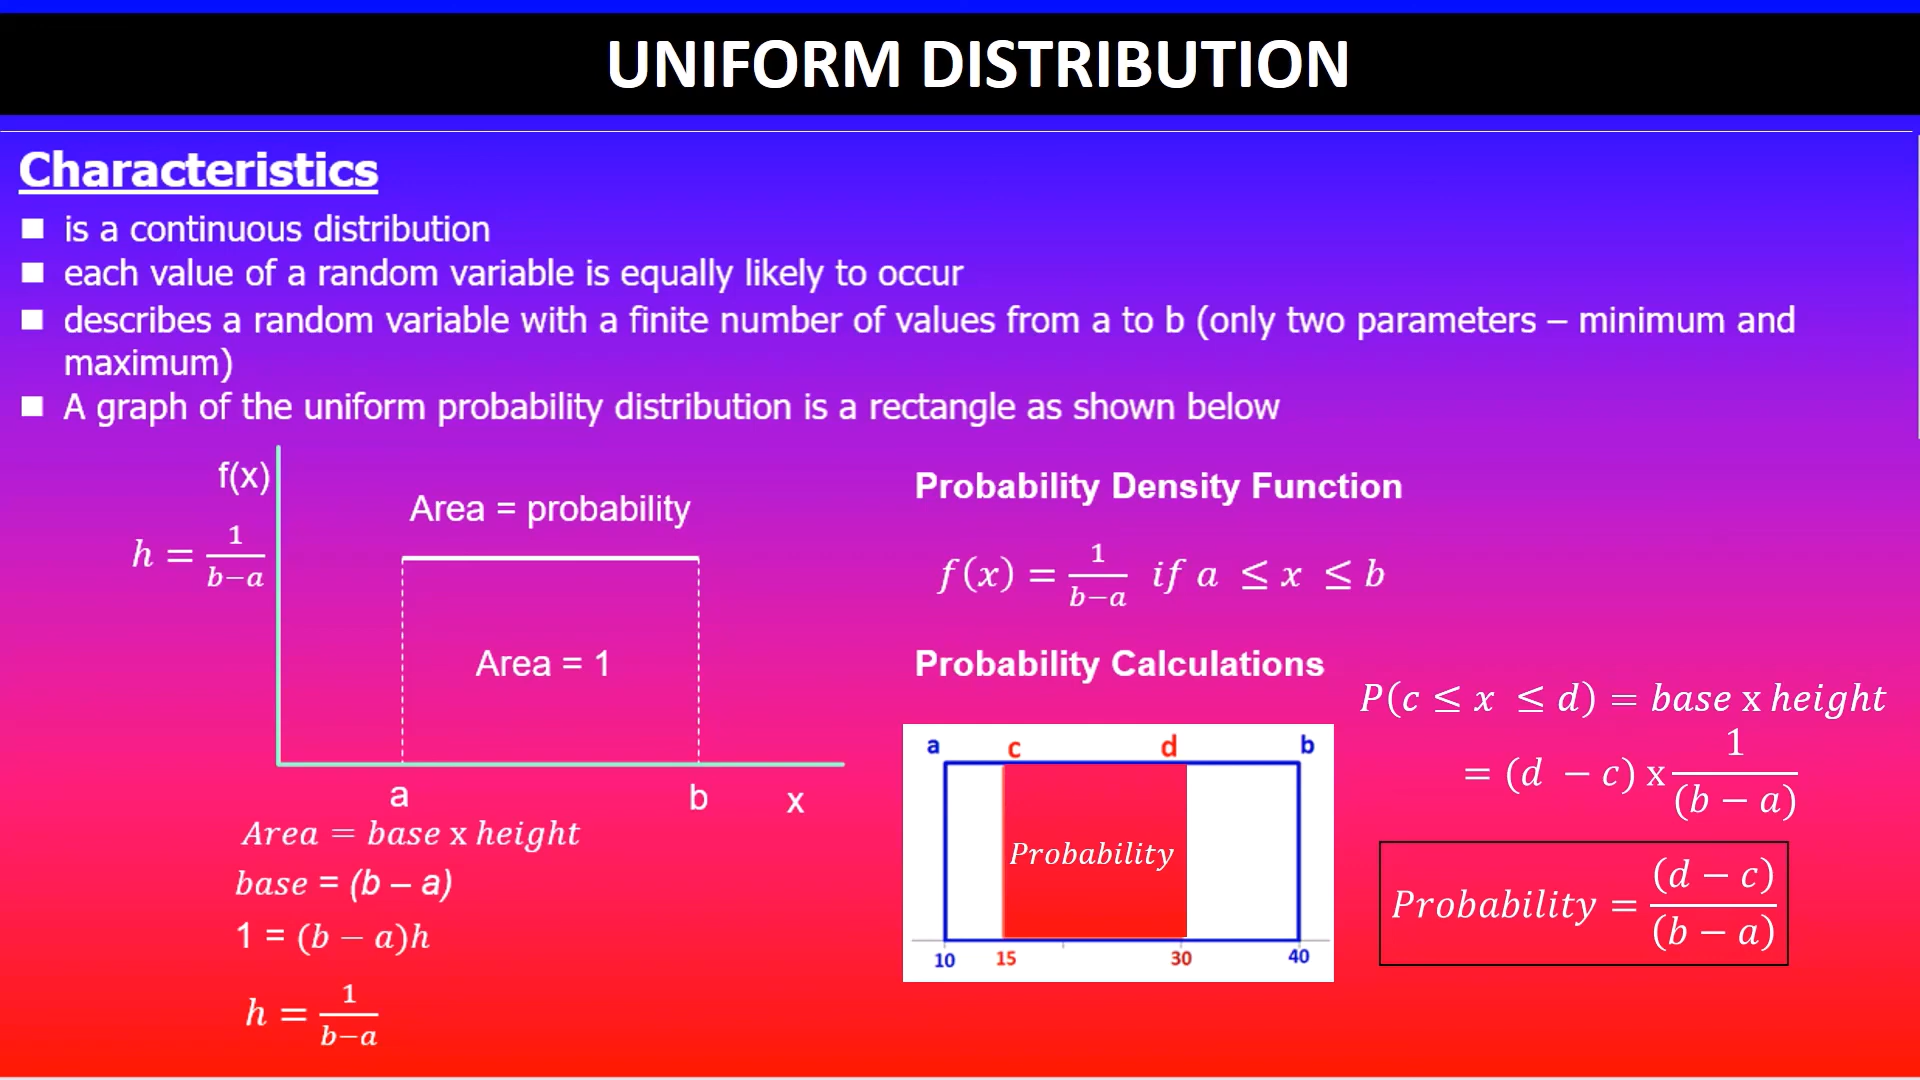 UNIFORM DISTRIBUTION
Characteristics
is a continuous distribution
each value of a random variable is equally likely to occur
describes a random variable with a finite number of values from a to b (only two parameters – minimum and
maximum)
A graph of the uniform probability distribution is a rectangle as shown below
f(x)
h = 1/(b−a)
Area = probability
Area = 1
a b x
Area = base x height
base = (b – a)
1 = (b − a)h
h = 1/(b−a)
Probability Density Function
f(x) = 1/(b−a) if a ≤ x ≤ b
Probability Calculations
a c d b
Probability
10 15 30 40
P(c ≤ x ≤ d) = base x height
= (d − c) x 1/(b − a)
Probability = (d − c)/(b − a)